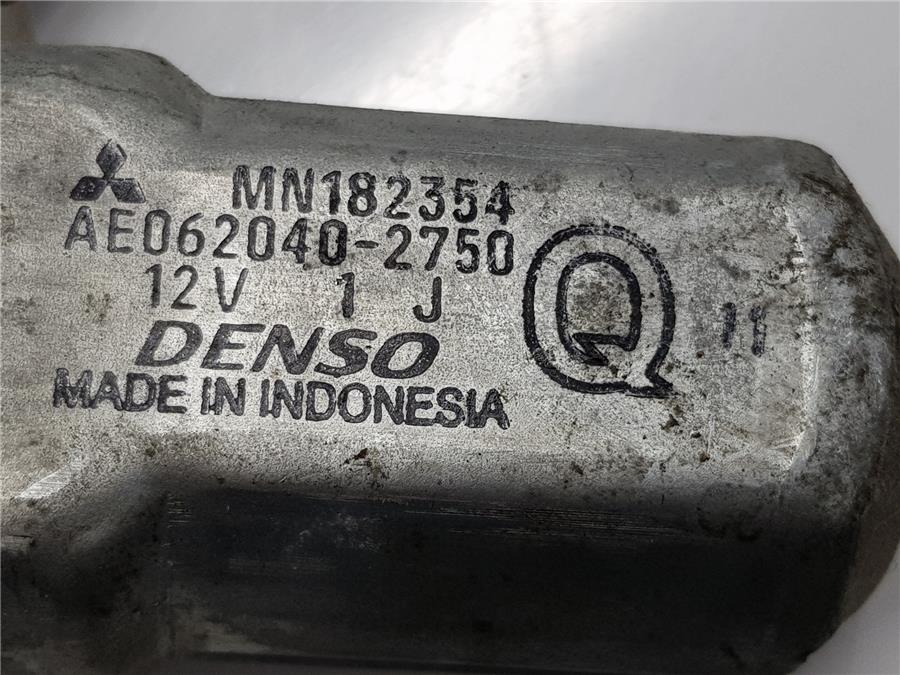 MN182354
AE062040-2750
12V 1 J
DENSO
MADE IN INDONESIA
Q